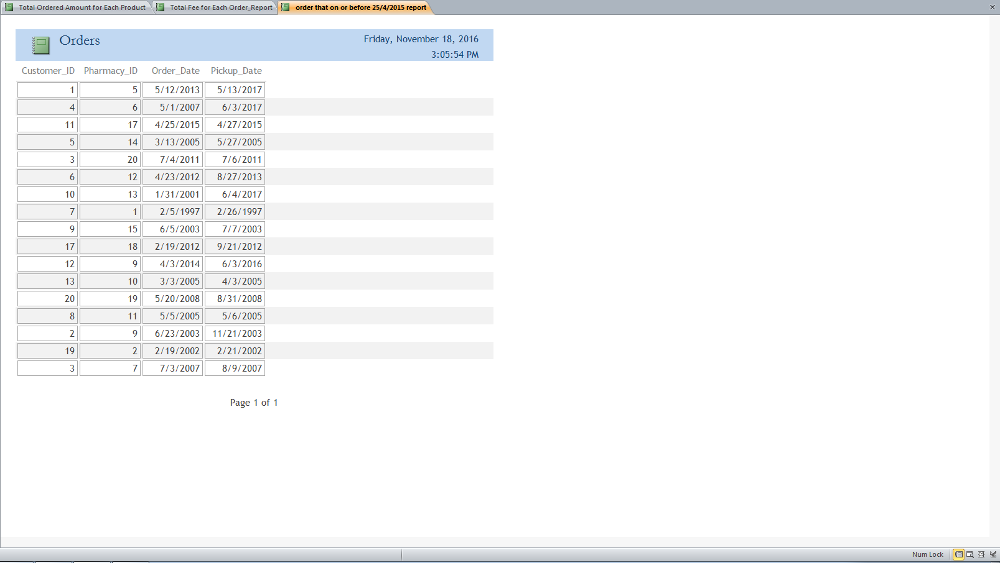 Total Ordered Amount for Each Product Total Fee for Each Order_Report order that on or before 25/4/2015 report
Orders Friday, November 18, 2016
3:05:54 PM
Customer_ID Pharmacy_ID Order_Date Pickup_Date
1 5 5/12/2013 5/13/2017
4 6 5/1/2007 6/3/2017
11 17 4/25/2015 4/27/2015
5 14 3/13/2005 5/27/2005
3 20 7/4/2011 7/6/2011
6 12 4/23/2012 8/27/2013
10 13 1/31/2001 6/4/2017
7 1 2/5/1997 2/26/1997
9 15 6/5/2003 7/7/2003
17 18 2/19/2012 9/21/2012
12 9 4/3/2014 6/3/2016
13 10 3/3/2005 4/3/2005
20 19 5/20/2008 8/31/2008
8 11 5/5/2005 5/6/2005
2 9 6/23/2003 11/21/2003
19 2 2/19/2002 2/21/2002
3 7 7/3/2007 8/9/2007
Page 1 of 1
Num Lock